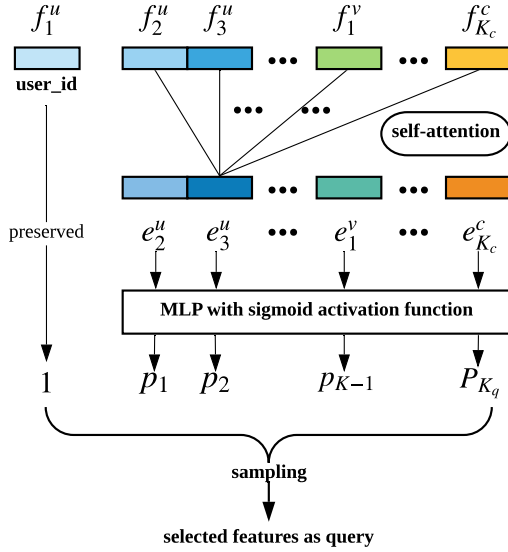 f_1^u f_2^u f_3^u ••• f_1^v ••• f_{K_c}^c
user_id
••• •••
self-attention
••• •••
preserved
e_2^u e_3^u ••• e_1^v ••• e_{K_c}^c
MLP with sigmoid activation function
1 p_1 p_2 p_{K-1} P_{K_q}
sampling
selected features as query